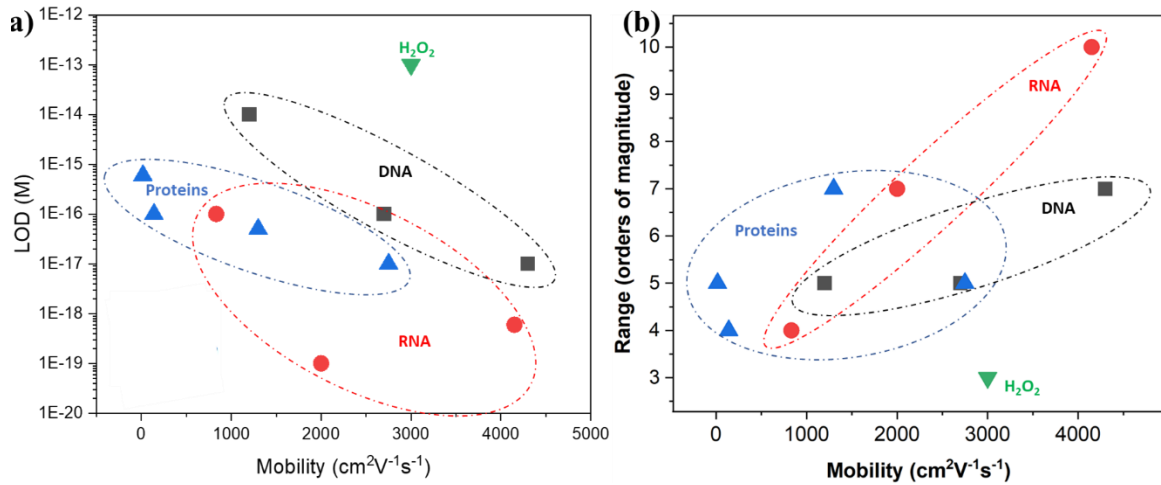 a)
1E-12
1E-13
1E-14
1E-15
1E-16
1E-17
1E-18
1E-19
1E-20
LOD (M)
H₂O₂
DNA
Proteins
RNA
0 1000 2000 3000 4000 5000
Mobility (cm²V⁻¹s⁻¹)
(b)
10
9
8
7
6
5
4
3
Range (orders of magnitude)
RNA
DNA
Proteins
H₂O₂
0 1000 2000 3000 4000
Mobility (cm²V⁻¹s⁻¹)